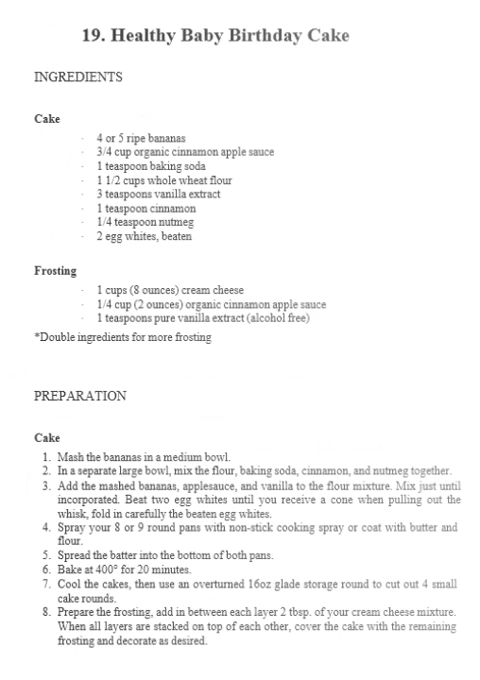 19. Healthy Baby Birthday Cake
INGREDIENTS
Cake
· 4 or 5 ripe bananas
· 3/4 cup organic cinnamon apple sauce
· 1 teaspoon baking soda
· 1 1/2 cups whole wheat flour
· 3 teaspoons vanilla extract
· 1 teaspoon cinnamon
· 1/4 teaspoon nutmeg
· 2 egg whites, beaten
Frosting
· 1 cups (8 ounces) cream cheese
· 1/4 cup (2 ounces) organic cinnamon apple sauce
· 1 teaspoons pure vanilla extract (alcohol free)
*Double ingredients for more frosting
PREPARATION
Cake
1. Mash the bananas in a medium bowl.
2. In a separate large bowl, mix the flour, baking soda, cinnamon, and nutmeg together.
3. Add the mashed bananas, applesauce, and vanilla to the flour mixture. Mix just until
incorporated. Beat two egg whites until you receive a cone when pulling out the
whisk, fold in carefully the beaten egg whites.
4. Spray your 8 or 9 round pans with non-stick cooking spray or coat with butter and
flour.
5. Spread the batter into the bottom of both pans.
6. Bake at 400° for 20 minutes.
7. Cool the cakes, then use an overturned 16oz glade storage round to cut out 4 small
cake rounds.
8. Prepare the frosting, add in between each layer 2 tbsp. of your cream cheese mixture.
When all layers are stacked on top of each other, cover the cake with the remaining
frosting and decorate as desired.